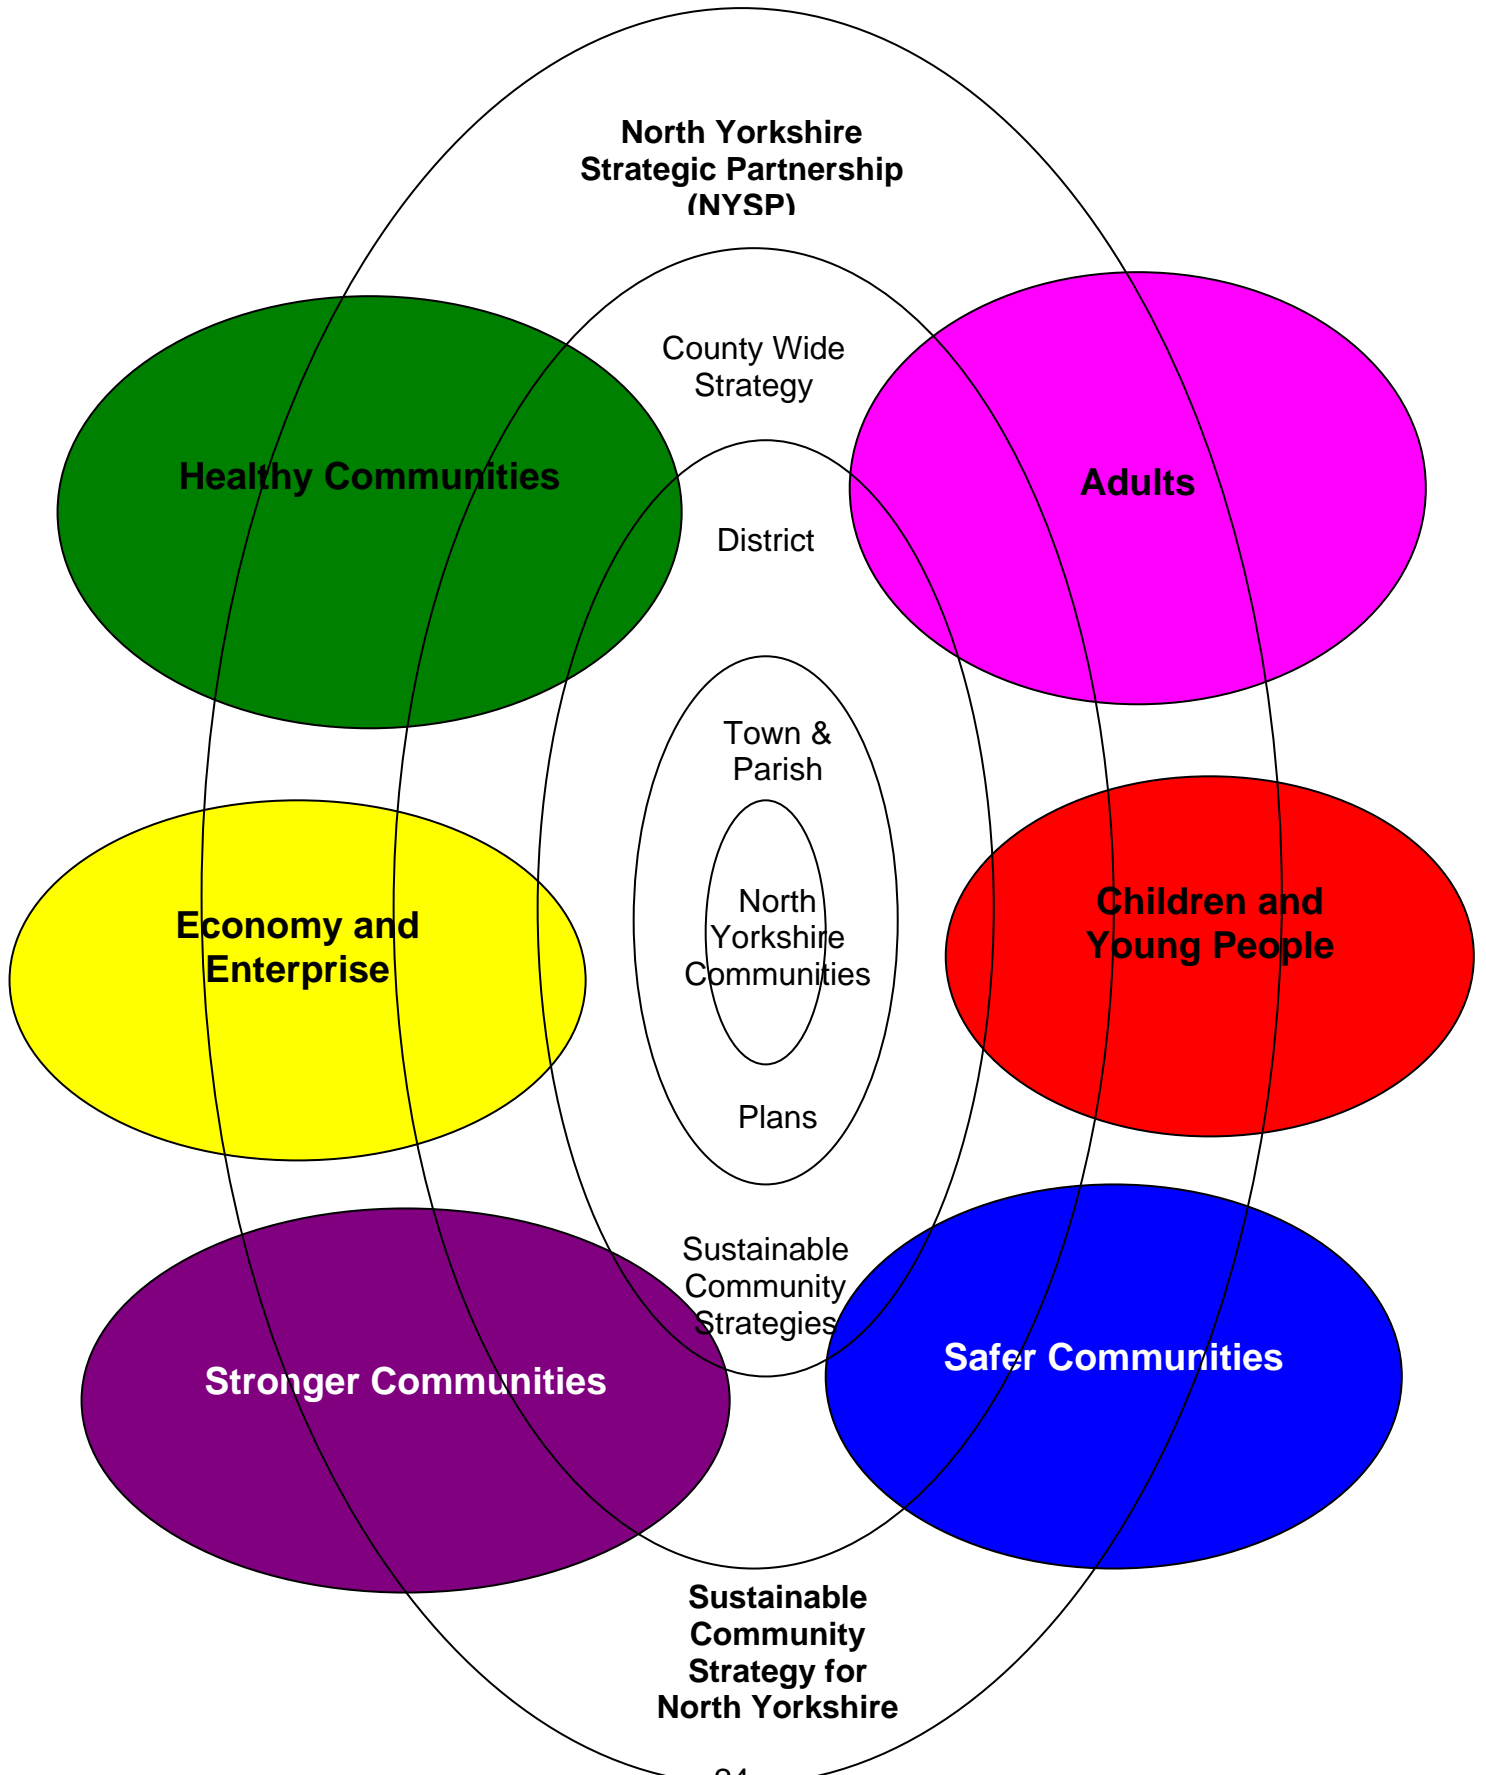 North Yorkshire
Strategic Partnership
(NYSP)
County Wide
Strategy
Healthy Communities
Adults
District
Town &
Parish
Economy and
Enterprise
North
Yorkshire
Communities
Children and
Young People
Plans
Sustainable
Community
Strategies
Stronger Communities
Safer Communities
Sustainable
Community
Strategy for
North Yorkshire